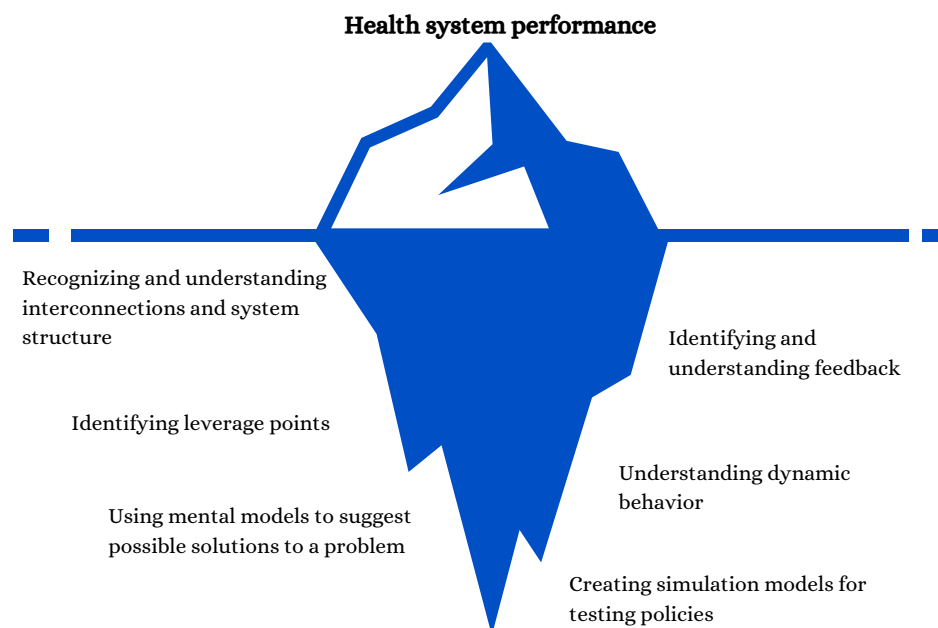 Health system performance
Recognizing and understanding
interconnections and system
structure
Identifying and
understanding feedback
Identifying leverage points
Understanding dynamic
behavior
Using mental models to suggest
possible solutions to a problem
Creating simulation models for
testing policies